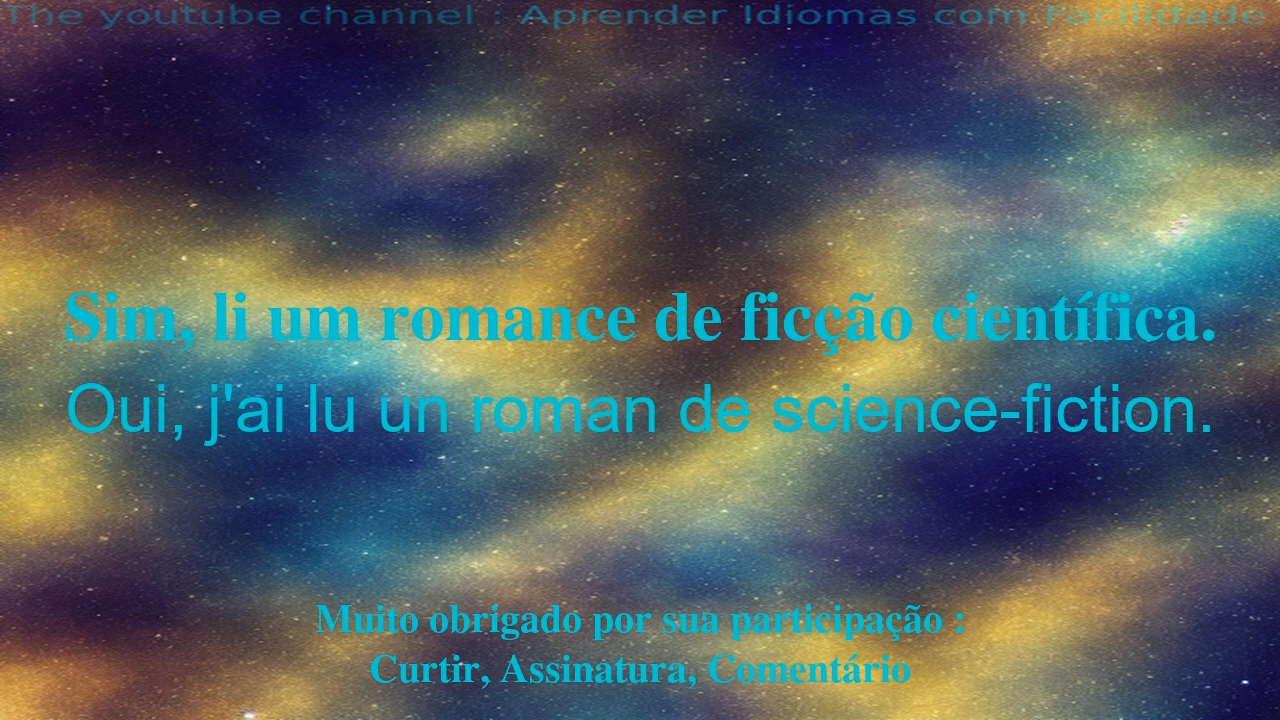 The youtube channel : Aprender Idiomas com Facilidade
Sim, li um romance de ficção científica.
Oui, j'ai lu un roman de science-fiction.
Muito obrigado por sua participação :
Curtir, Assinatura, Comentário